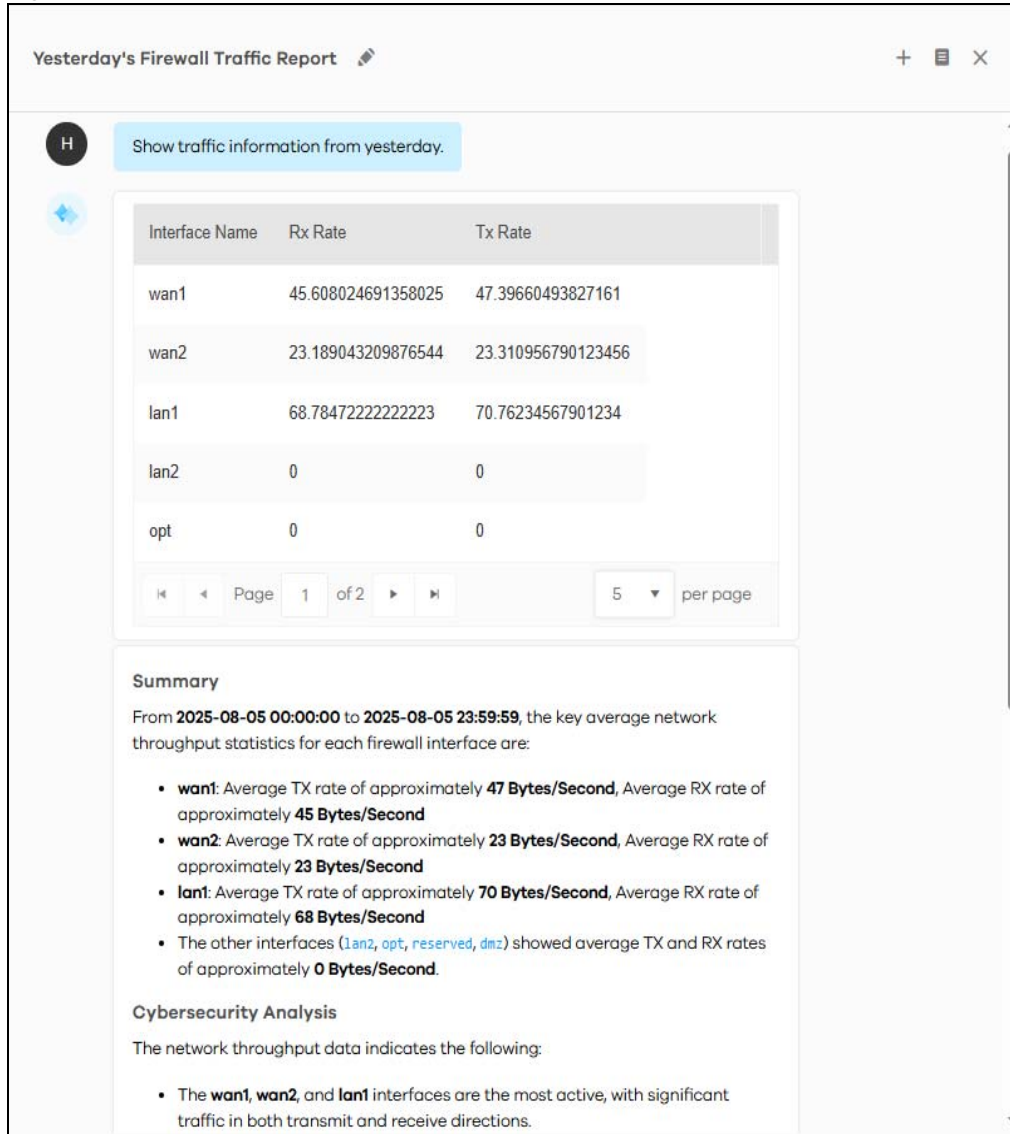 Yesterday's Firewall Traffic Report
H
Show traffic information from yesterday.
Interface Name Rx Rate Tx Rate
wan1 45.608024691358025 47.39660493827161
wan2 23.189043209876544 23.310956790123456
lan1 68.78472222222223 70.76234567901234
lan2 0 0
opt 0 0
Page 1 of 2 5 per page
Summary
From 2025-08-05 00:00:00 to 2025-08-05 23:59:59, the key average network
throughput statistics for each firewall interface are:
• wan1: Average TX rate of approximately 47 Bytes/Second, Average RX rate of
approximately 45 Bytes/Second
• wan2: Average TX rate of approximately 23 Bytes/Second, Average RX rate of
approximately 23 Bytes/Second
• lan1: Average TX rate of approximately 70 Bytes/Second, Average RX rate of
approximately 68 Bytes/Second
• The other interfaces (lan2, opt, reserved, dmz) showed average TX and RX rates
of approximately 0 Bytes/Second.
Cybersecurity Analysis
The network throughput data indicates the following:
• The wan1, wan2, and lan1 interfaces are the most active, with significant
traffic in both transmit and receive directions.